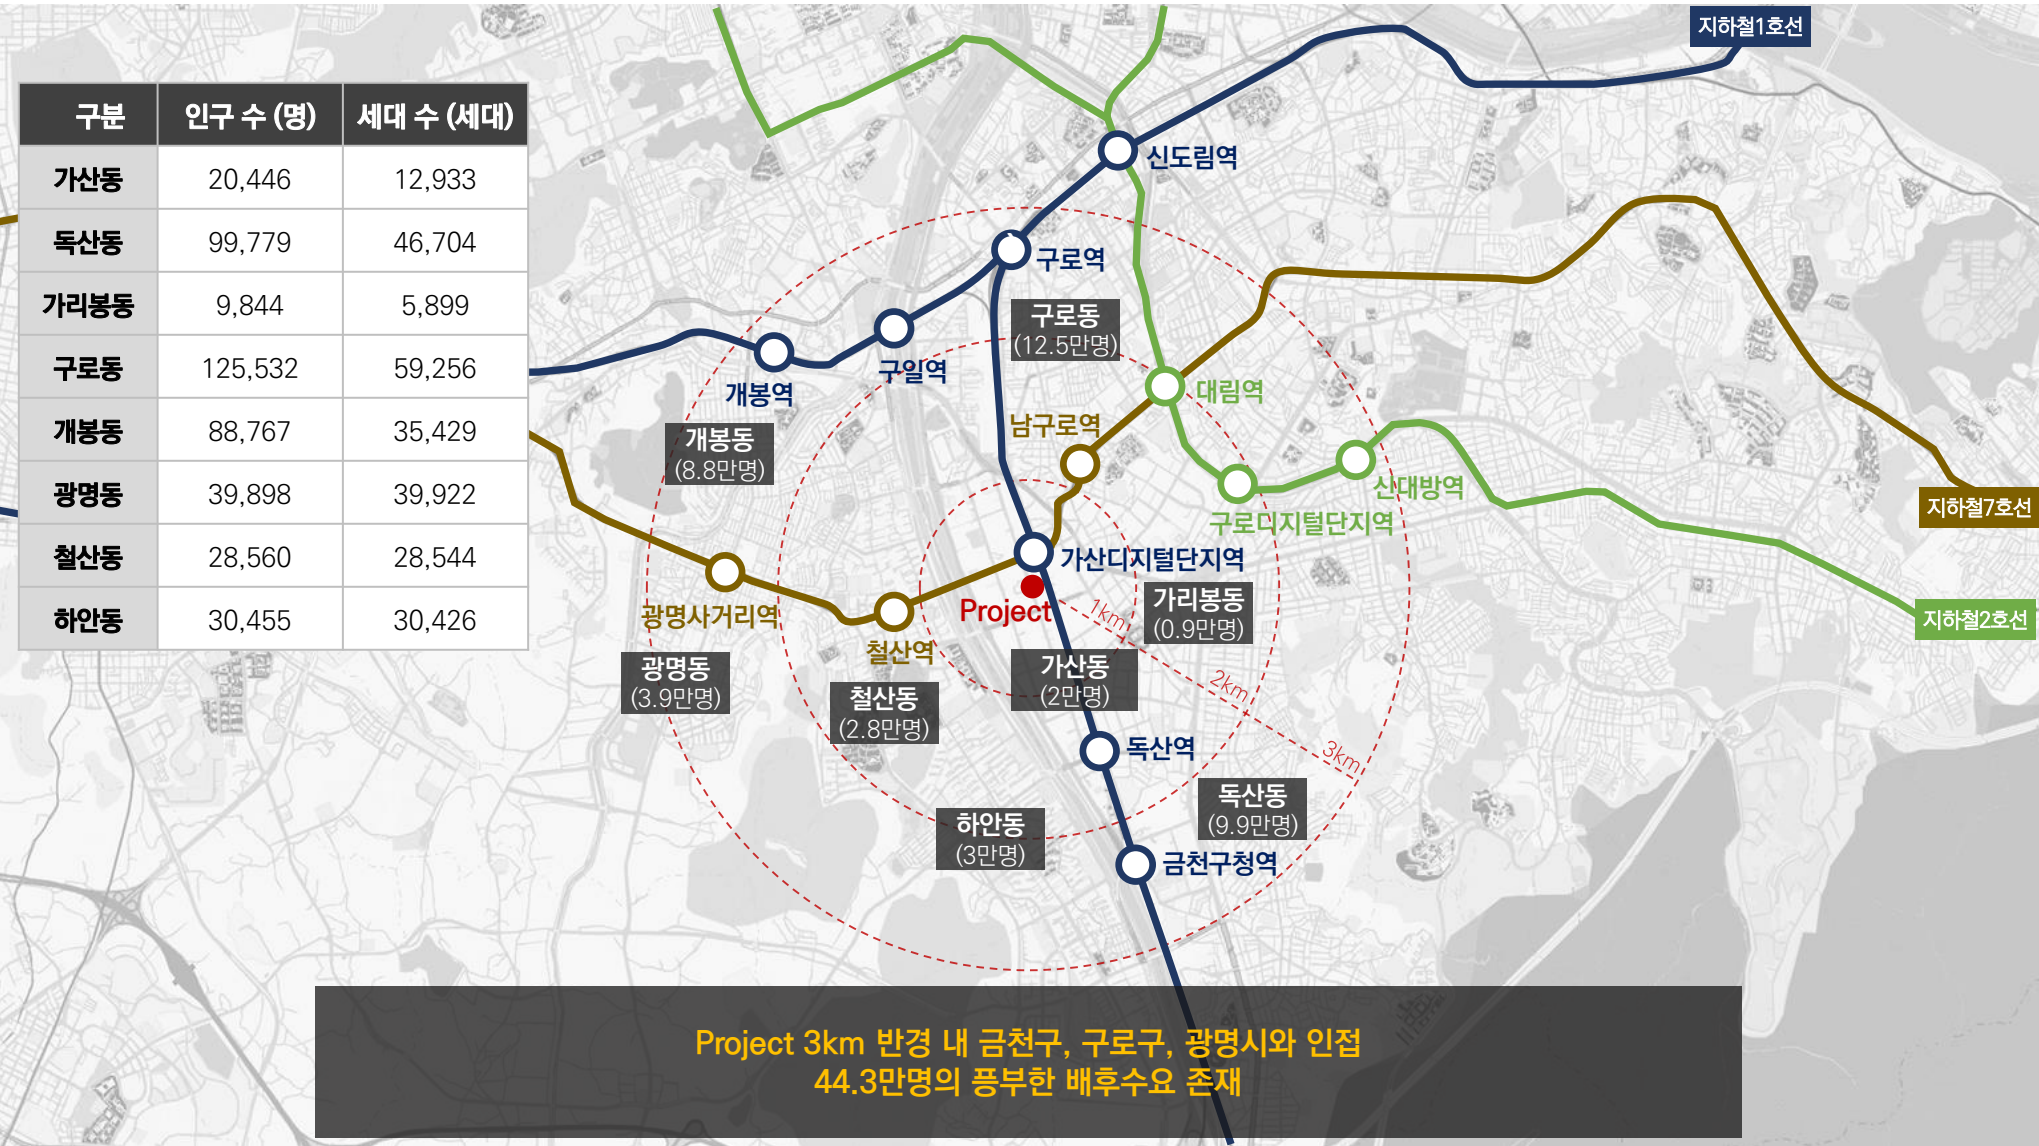 지하철1호선
구분 인구 수 (명) 세대 수 (세대)
가산동 20,446 12,933
독산동 99,779 46,704
가리봉동 9,844 5,899
구로동 125,532 59,256
개봉동 88,767 35,429
광명동 39,898 39,922
철산동 28,560 28,544
하안동 30,455 30,426
신도림역
구로역
구로동
(12.5만명)
구일역
개봉역
대림역
남구로역
개봉동
(8.8만명)
신대방역
지하철7호선
구로디지털단지역
가산디지털단지역
Project
1km
가리봉동
(0.9만명)
광명사거리역
지하철2호선
철산역
광명동
(3.9만명)
가산동
(2만명)
2km
철산동
(2.8만명)
독산역
3km
독산동
(9.9만명)
하안동
(3만명)
금천구청역
Project 3km 반경 내 금천구, 구로구, 광명시와 인접
44.3만명의 풍부한 배후수요 존재